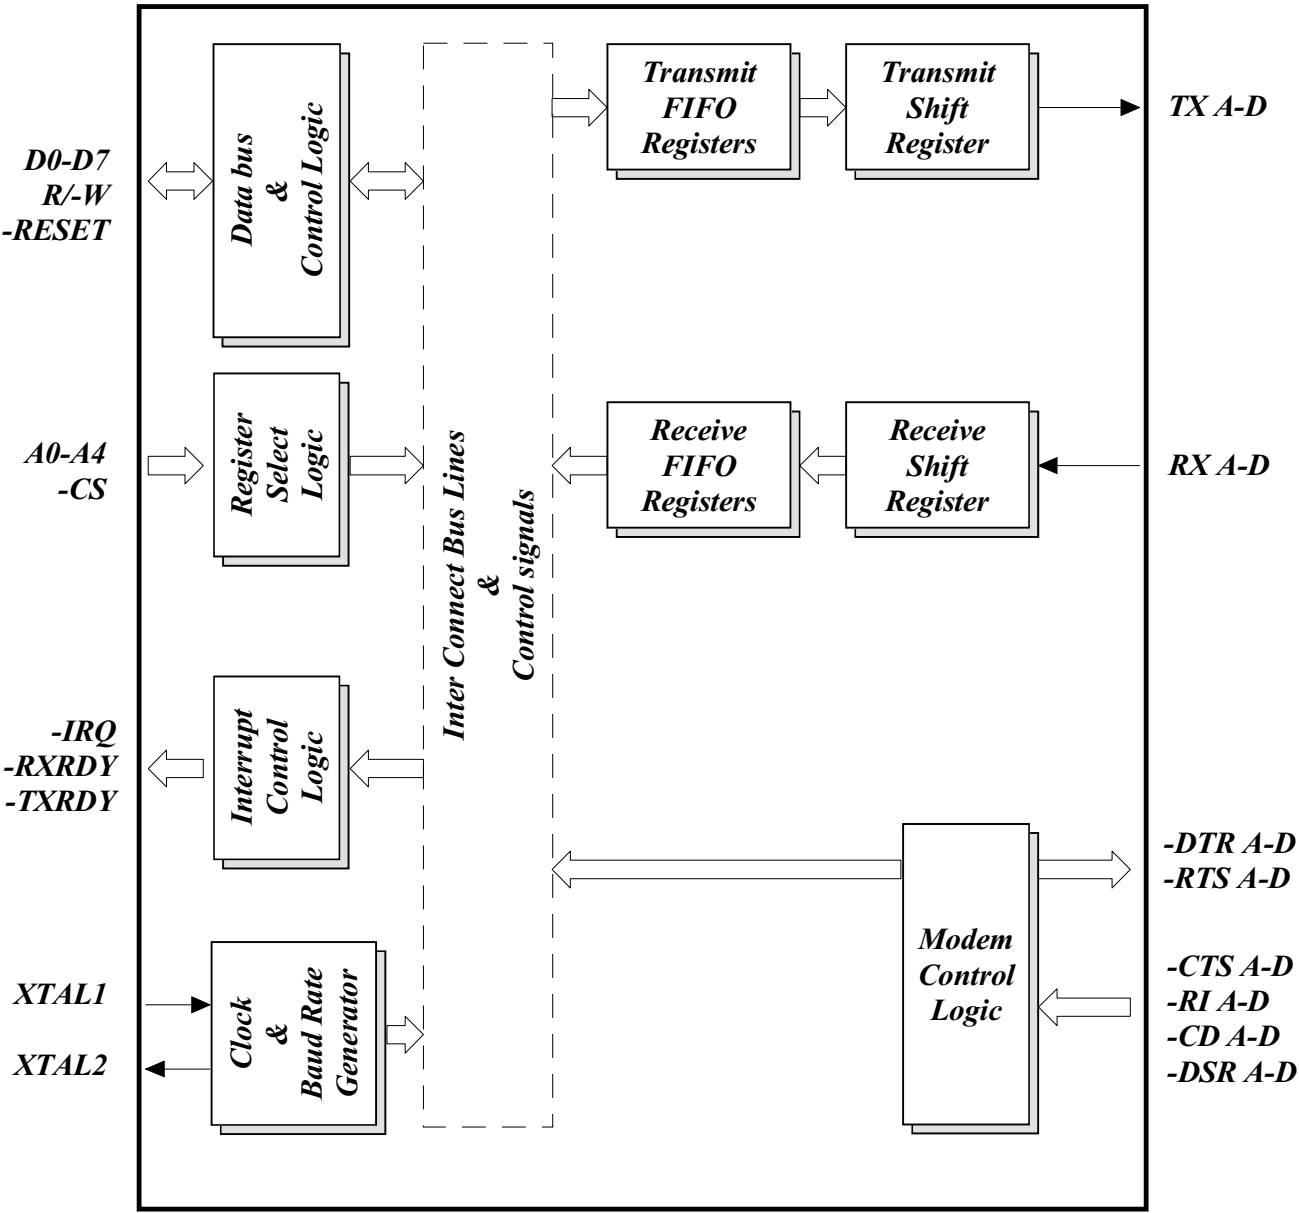 D0-D7
R/-W
-RESET
Data bus
&
Control Logic
A0-A4
-CS
Register
Select
Logic
-IRQ
-RXRDY
-TXRDY
Interrupt
Control
Logic
XTAL1
XTAL2
Clock
&
Baud Rate
Generator
Inter Connect Bus Lines
&
Control signals
Transmit
FIFO
Registers
Transmit
Shift
Register
TX A-D
Receive
FIFO
Registers
Receive
Shift
Register
RX A-D
Modem
Control
Logic
-DTR A-D
-RTS A-D
-CTS A-D
-RI A-D
-CD A-D
-DSR A-D